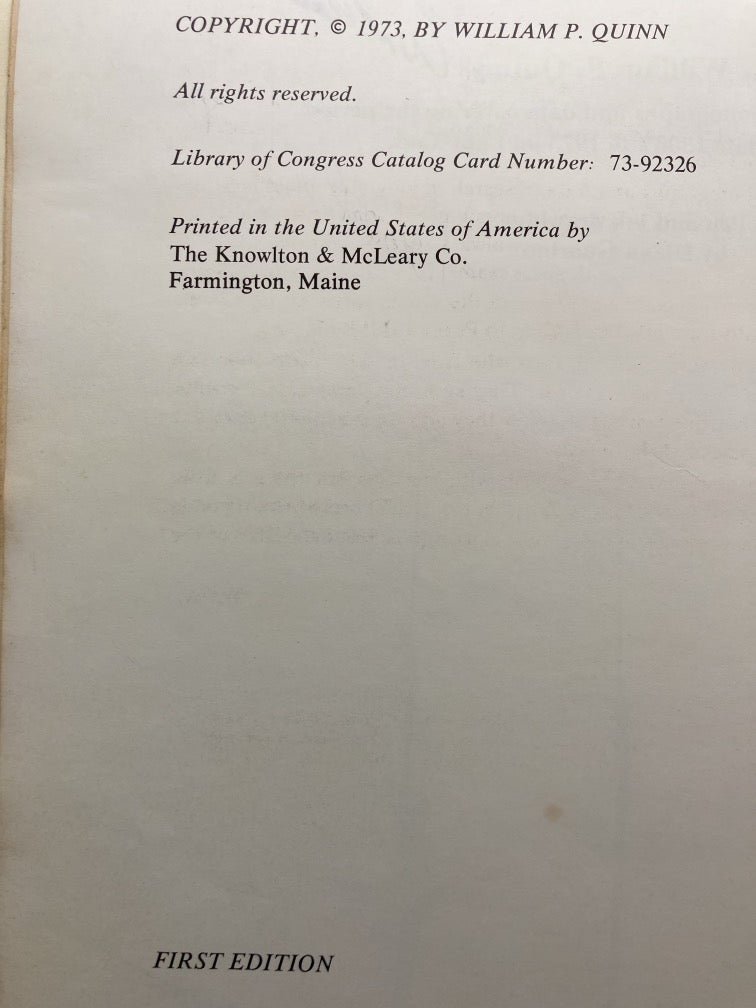 COPYRIGHT, © 1973, BY WILLIAM P. QUINN
All rights reserved.
Library of Congress Catalog Card Number: 73-92326
Printed in the United States of America by
The Knowlton & McLeary Co.
Farmington, Maine
FIRST EDITION